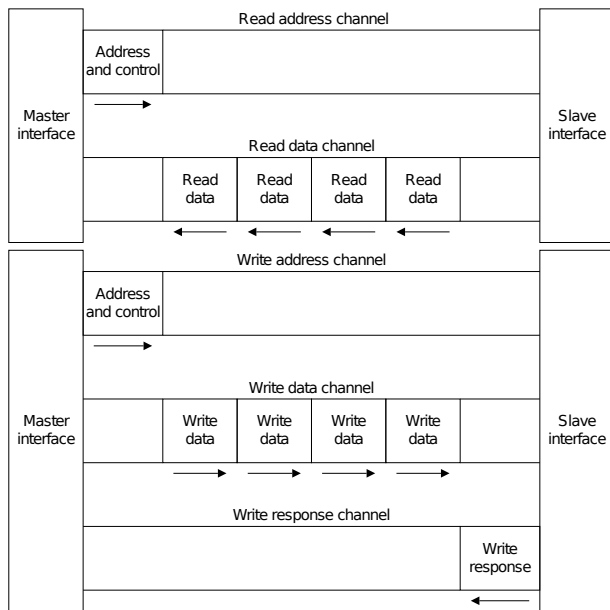 Read address channel
Address
and control
Master
interface
Slave
interface
Read data channel
Read
data
Read
data
Read
data
Read
data
Write address channel
Address
and control
Write data channel
Master
interface
Write
data
Write
data
Write
data
Write
data
Slave
interface
Write response channel
Write
response